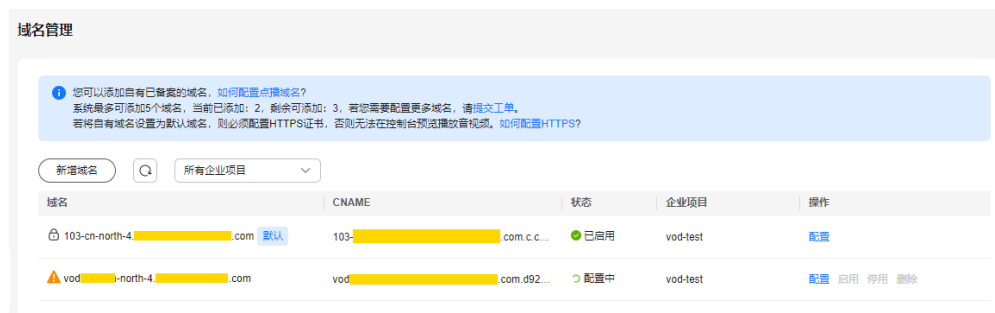 域名管理
您可以添加自有已备案的域名，如何配置点播域名?
系统最多可添加5个域名，当前已添加：2，剩余可添加：3，若您需要配置更多域名，请提交工单。
若将自有域名设置为默认域名，则必须配置HTTPS证书，否则无法在控制台预览播放音视频。如何配置HTTPS?
新增域名 所有企业项目
域名 CNAME 状态 企业项目 操作
103-cn-north-4. .com 默认 103- .com.c.c... 已启用 vod-test 配置
vod -north-4. .com vod .com.d92... 配置中 vod-test 配置 启用 停用 删除